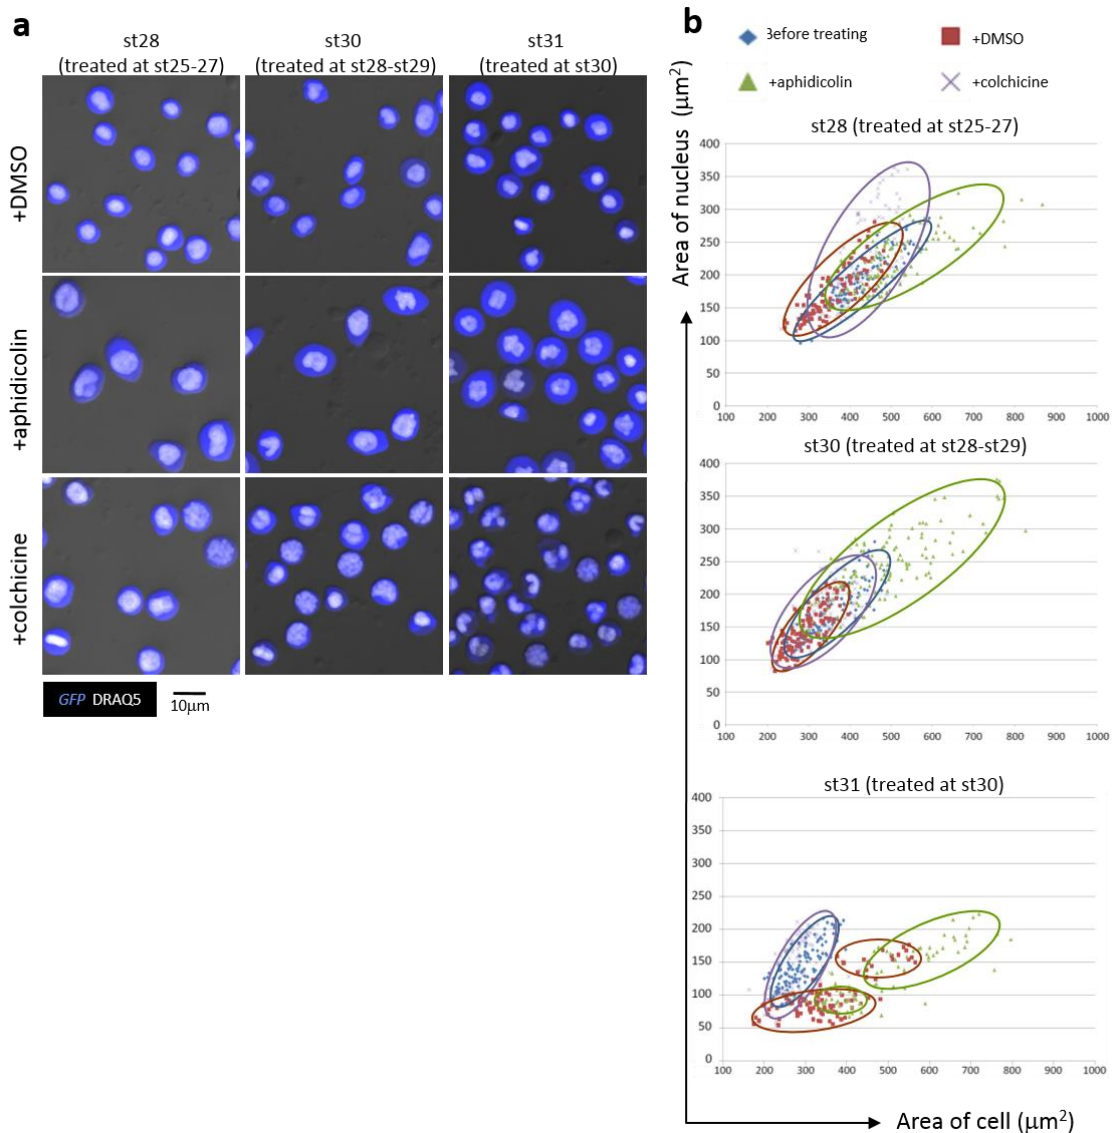 a
st28
(treated at st25-27)
st30
(treated at st28-st29)
st31
(treated at st30)
+DMSO
+aphidicolin
+colchicine
GFP DRAQ5
10μm
b
Before treating
+DMSO
+aphidicolin
+colchicine
Area of nucleus (μm²)
st28 (treated at st25-27)
400
350
300
250
200
150
100
50
0
100 200 300 400 500 600 700 800 900 1000
st30 (treated at st28-st29)
400
350
300
250
200
150
100
50
0
100 200 300 400 500 600 700 800 900 1000
st31 (treated at st30)
400
350
300
250
200
150
100
50
0
100 200 300 400 500 600 700 800 900 1000
Area of cell (μm²)